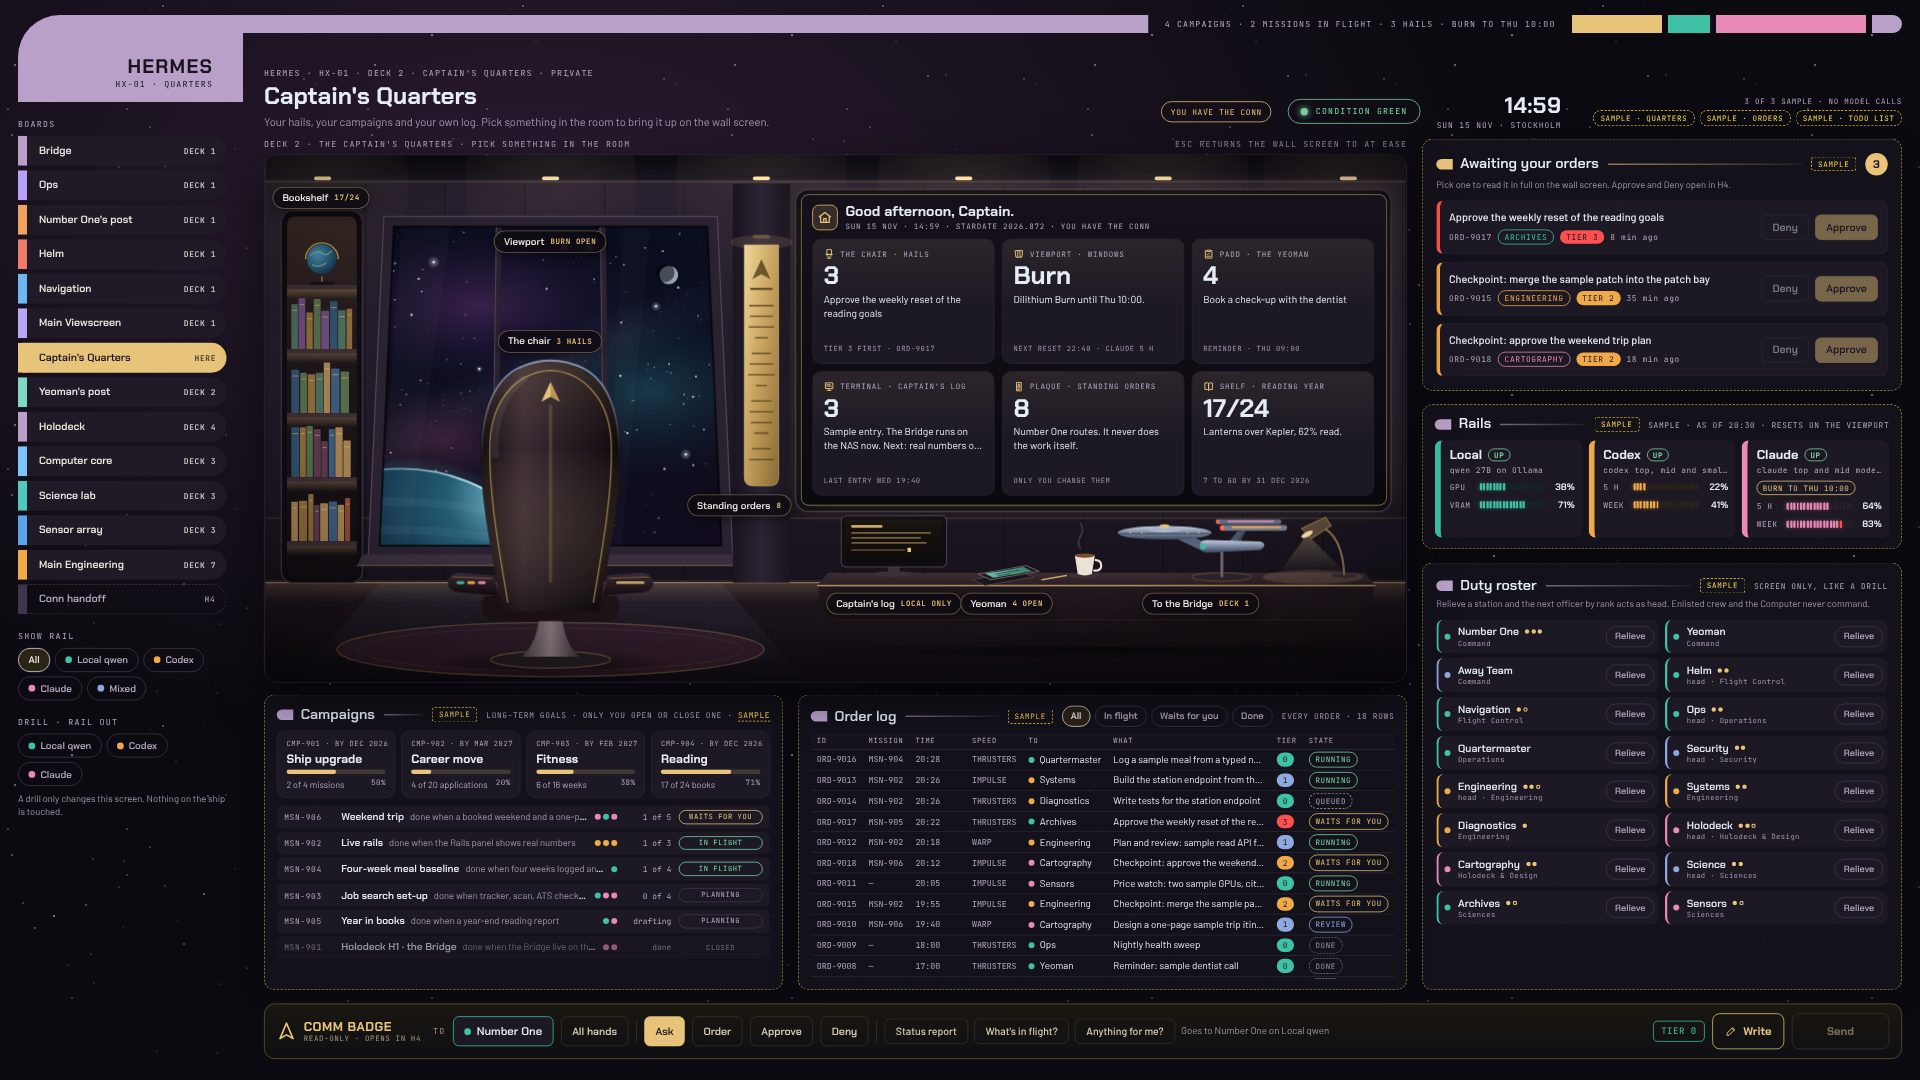 4 CAMPAIGNS · 2 MISSIONS IN FLIGHT · 3 HAILS · BURN TO THU 10:00
HERMES
HX-01 · QUARTERS
BOARDS
Bridge DECK 1
Ops DECK 1
Number One's post DECK 1
Helm DECK 1
Navigation DECK 1
Main Viewscreen DECK 1
Captain's Quarters HERE
Yeoman's post DECK 2
Holodeck DECK 4
Computer core DECK 3
Science lab DECK 3
Sensor array DECK 3
Main Engineering DECK 7
Conn handoff H4
SHOW RAIL
All Local qwen Codex
Claude Mixed
DRILL · RAIL OUT
Local qwen Codex
Claude
A drill only changes this screen. Nothing on the ship
is touched.
HERMES · HX-01 · DECK 2 · CAPTAIN'S QUARTERS · PRIVATE
Captain's Quarters
Your hails, your campaigns and your own log. Pick something in the room to bring it up on the wall screen.
YOU HAVE THE CONN
CONDITION GREEN
14:59
SUN 15 NOV · STOCKHOLM
3 OF 3 SAMPLE · NO MODEL CALLS
SAMPLE · QUARTERS SAMPLE · ORDERS SAMPLE · TODO LIST
DECK 2 · THE CAPTAIN'S QUARTERS · PICK SOMETHING IN THE ROOM
ESC RETURNS THE WALL SCREEN TO AT EASE
Bookshelf 17/24
Viewport BURN OPEN
The chair 3 HAILS
Standing orders 8
Captain's log LOCAL ONLY
Yeoman 4 OPEN
To the Bridge DECK 1
Good afternoon, Captain.
SUN 15 NOV · 14:59 · STARDATE 2026.872 · YOU HAVE THE CONN
THE CHAIR · HAILS
3
Approve the weekly reset of the
reading goals
TIER 3 FIRST · ORD-9017
VIEWPORT · WINDOWS
Burn
Dilithium Burn until Thu 10:00.
NEXT RESET 22:40 · CLAUDE 5 H
PADD · THE YEOMAN
4
Book a check-up with the dentist
REMINDER · THU 09:00
TERMINAL · CAPTAIN'S LOG
3
Sample entry. The Bridge runs on
the NAS now. Next: real numbers o...
LAST ENTRY WED 19:40
PLAQUE · STANDING ORDERS
8
Number One routes. It never does
the work itself.
ONLY YOU CHANGE THEM
SHELF · READING YEAR
17/24
Lanterns over Kepler, 62% read.
7 TO GO BY 31 DEC 2026
Awaiting your orders SAMPLE 3
Pick one to read it in full on the wall screen. Approve and Deny open in H4.
Approve the weekly reset of the reading goals
ORD-9017 ARCHIVES TIER 3 8 min ago
Deny Approve
Checkpoint: merge the sample patch into the patch bay
ORD-9015 ENGINEERING TIER 2 35 min ago
Deny Approve
Checkpoint: approve the weekend trip plan
ORD-9018 CARTOGRAPHY TIER 2 18 min ago
Deny Approve
Rails SAMPLE SAMPLE · AS OF 20:30 · RESETS ON THE VIEWPORT
Local UP
qwen 27B on Ollama
GPU 38%
VRAM 71%
Codex UP
codex top, mid and smal...
5 H 22%
WEEK 41%
Claude UP
claude top and mid mode...
BURN TO THU 10:00
5 H 64%
WEEK 83%
Duty roster SAMPLE SCREEN ONLY, LIKE A DRILL
Relieve a station and the next officer by rank acts as head. Enlisted crew and the Computer never command.
Number One
Command
Relieve
Yeoman
Command
Relieve
Away Team
Command
Relieve
Helm
head · Flight Control
Relieve
Navigation
Flight Control
Relieve
Ops
head · Operations
Relieve
Quartermaster
Operations
Relieve
Security
head · Security
Relieve
Engineering
head · Engineering
Relieve
Systems
Engineering
Relieve
Diagnostics
Engineering
Relieve
Holodeck
head · Holodeck & Design
Relieve
Cartography
Holodeck & Design
Relieve
Science
head · Sciences
Relieve
Archives
Sciences
Relieve
Sensors
Sciences
Relieve
Campaigns SAMPLE LONG-TERM GOALS · ONLY YOU OPEN OR CLOSE ONE · SAMPLE
CMP-901 · BY DEC 2026
Ship upgrade
2 of 4 missions 50%
CMP-902 · BY MAR 2027
Career move
4 of 20 applications 20%
CMP-903 · BY FEB 2027
Fitness
6 of 16 weeks 38%
CMP-904 · BY DEC 2026
Reading
17 of 24 books 71%
MSN-906 Weekend trip done when a booked weekend and a one-p... 1 of 5 WAITS FOR YOU
MSN-902 Live rails done when the Rails panel shows real numbers 1 of 3 IN FLIGHT
MSN-904 Four-week meal baseline done when four weeks logged an... 1 of 4 IN FLIGHT
MSN-903 Job search set-up done when tracker, scan, ATS check... 0 of 4 PLANNING
MSN-905 Year in books done when a year-end reading report drafting PLANNING
MSN-901 Holodeck H1 · the Bridge done when the Bridge live on th... done CLOSED
Order log SAMPLE All In flight Waits for you Done EVERY ORDER · 18 ROWS
ID MISSION TIME SPEED TO WHAT TIER STATE
ORD-9016 MSN-904 20:28 THRUSTERS Quartermaster Log a sample meal from a typed n... 0 RUNNING
ORD-9013 MSN-902 20:26 IMPULSE Systems Build the station endpoint from th... 1 RUNNING
ORD-9014 MSN-902 20:26 THRUSTERS Diagnostics Write tests for the station endpoint 0 QUEUED
ORD-9017 MSN-905 20:22 THRUSTERS Archives Approve the weekly reset of the re... 3 WAITS FOR YOU
ORD-9012 MSN-902 20:18 WARP Engineering Plan and review: sample read API f... 1 RUNNING
ORD-9018 MSN-906 20:12 IMPULSE Cartography Checkpoint: approve the weekend... 2 WAITS FOR YOU
ORD-9011 — 20:05 IMPULSE Sensors Price watch: two sample GPUs, cit... 0 RUNNING
ORD-9015 MSN-902 19:55 IMPULSE Engineering Checkpoint: merge the sample pa... 2 WAITS FOR YOU
ORD-9010 MSN-906 19:40 WARP Cartography Design a one-page sample trip itin... 1 REVIEW
ORD-9009 — 18:00 THRUSTERS Ops Nightly health sweep 0 DONE
ORD-9008 — 17:00 THRUSTERS Yeoman Reminder: sample dentist call 0 DONE
COMM BADGE
READ-ONLY · OPENS IN H4
TO Number One All hands Ask Order Approve Deny Status report What's in flight? Anything for me? Goes to Number One on Local qwen TIER 0 Write Send